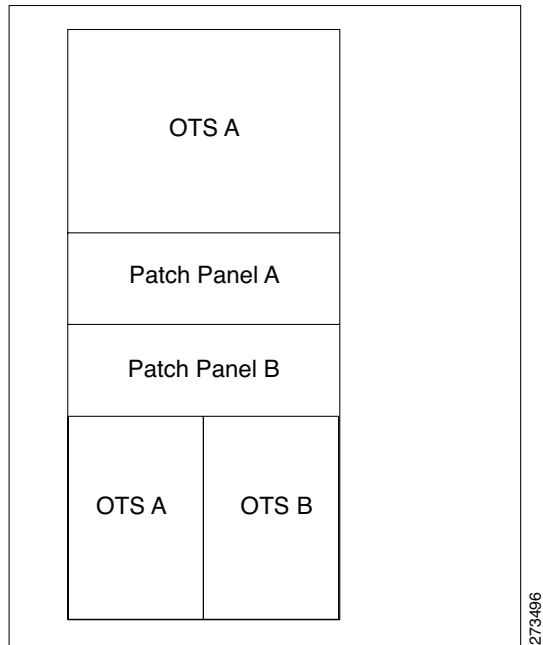 OTS A
Patch Panel A
Patch Panel B
OTS A
OTS B
273496